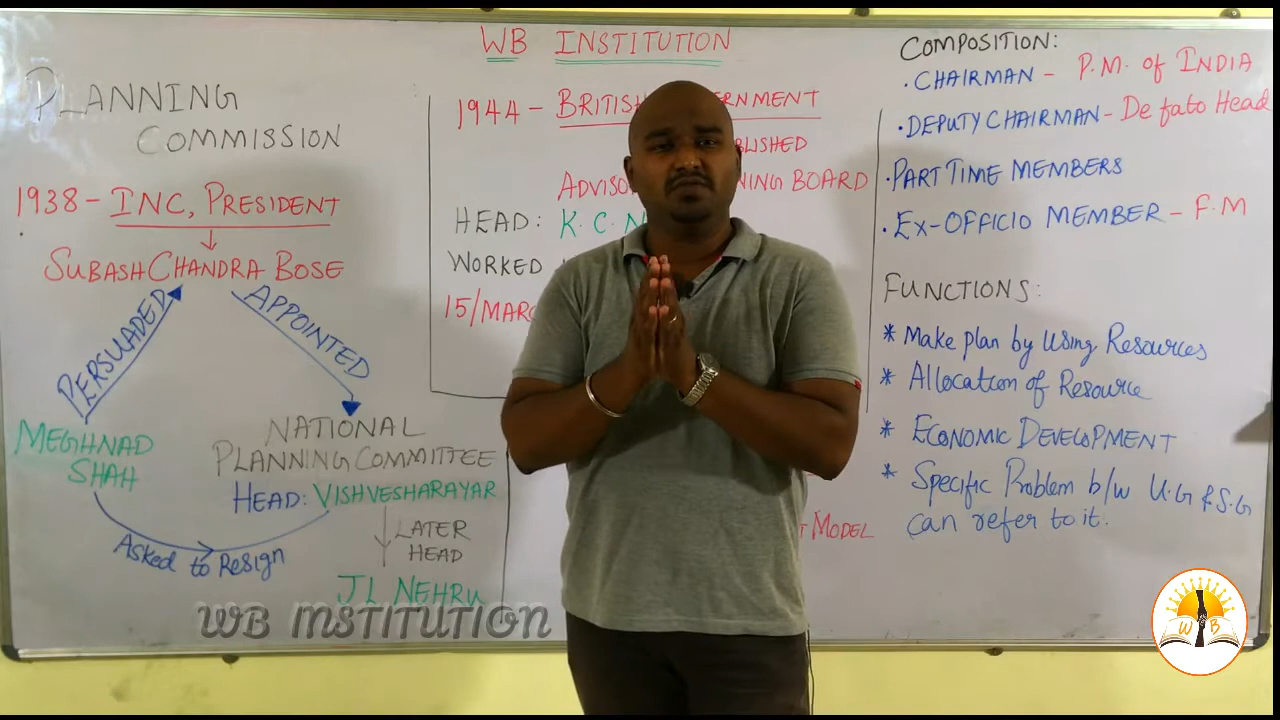 WB INSTITUTION
PLANNING
COMMISSION
1938 - INC, PRESIDENT
SUBASH CHANDRA BOSE
PERSUADED
APPOINTED
MEGHNAD
SHAH
NATIONAL
PLANNING COMMITTEE
HEAD: VISHVESHARAYAR
Asked to Resign
LATER
HEAD
J L NEHRU
1944 - BRITISH
HEAD: K. C. N
WORKED
15/MARC
BOARD
MODEL
COMPOSITION:
. CHAIRMAN - P.M. of INDIA
. DEPUTY CHAIRMAN - De fato Head
. PART TIME MEMBERS
. EX-OFFICIO MEMBER - F.M
FUNCTIONS:
* Make plan by Using Resources
* Allocation of Resource
* ECONOMIC DEVELOPMENT
* Specific Problem b/w U.G & S.G
can refer to it.
WB INSTITUTION
W B